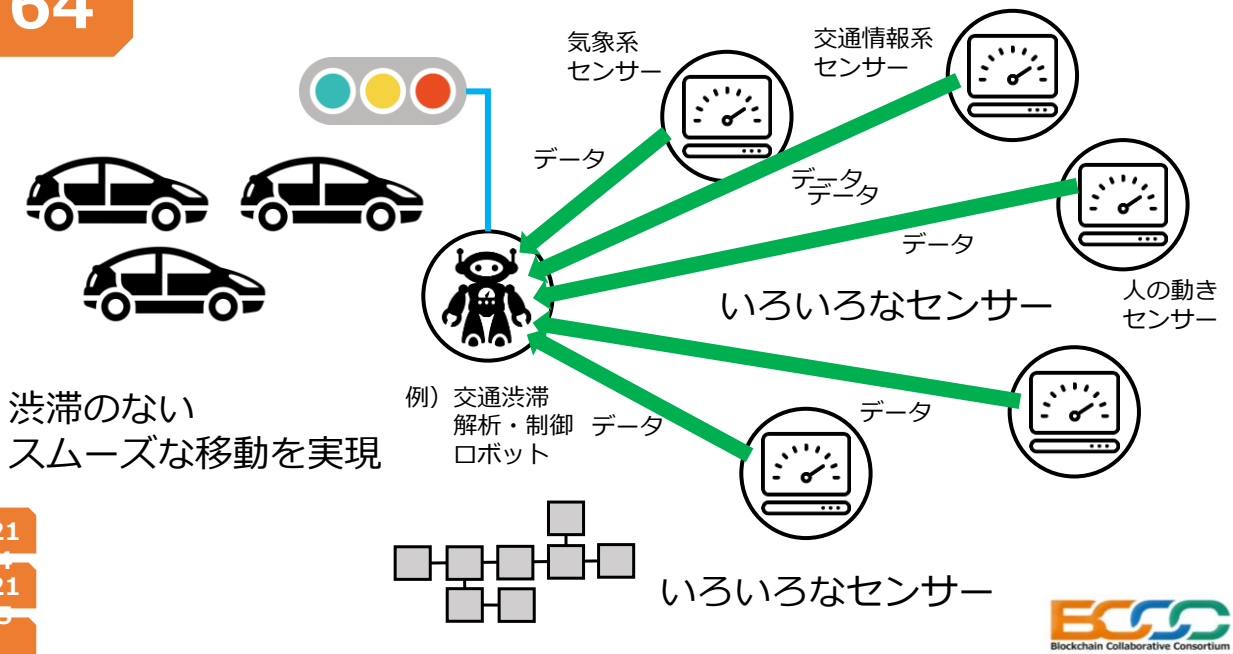 64
気象系
センサー
交通情報系
センサー
データ
データ
データ
データ
いろいろなセンサー
人の動き
センサー
渋滞のない
スムーズな移動を実現
例）交通渋滞
解析・制御
ロボット
データ
データ
21
21
いろいろなセンサー
BCCC
Blockchain Collaborative Consortium